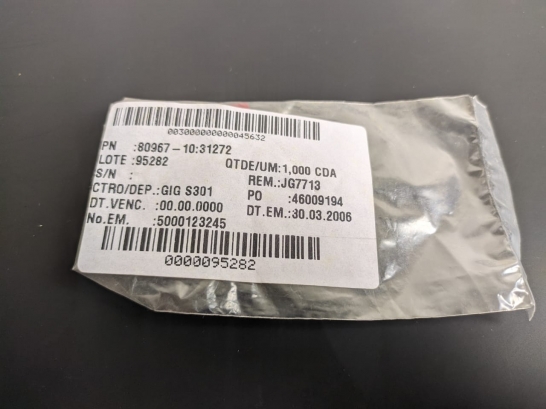 00300000000000045632
PN :80967-10:31272
LOTE :95282 QTDE/UM:1,000 CDA
S/N : REM.:JG7713
CTRO/DEP.:GIG S301 PO :46009194
DT.VENC. :00.00.0000 DT.EM.:30.03.2006
No.EM. :5000123245
0000095282